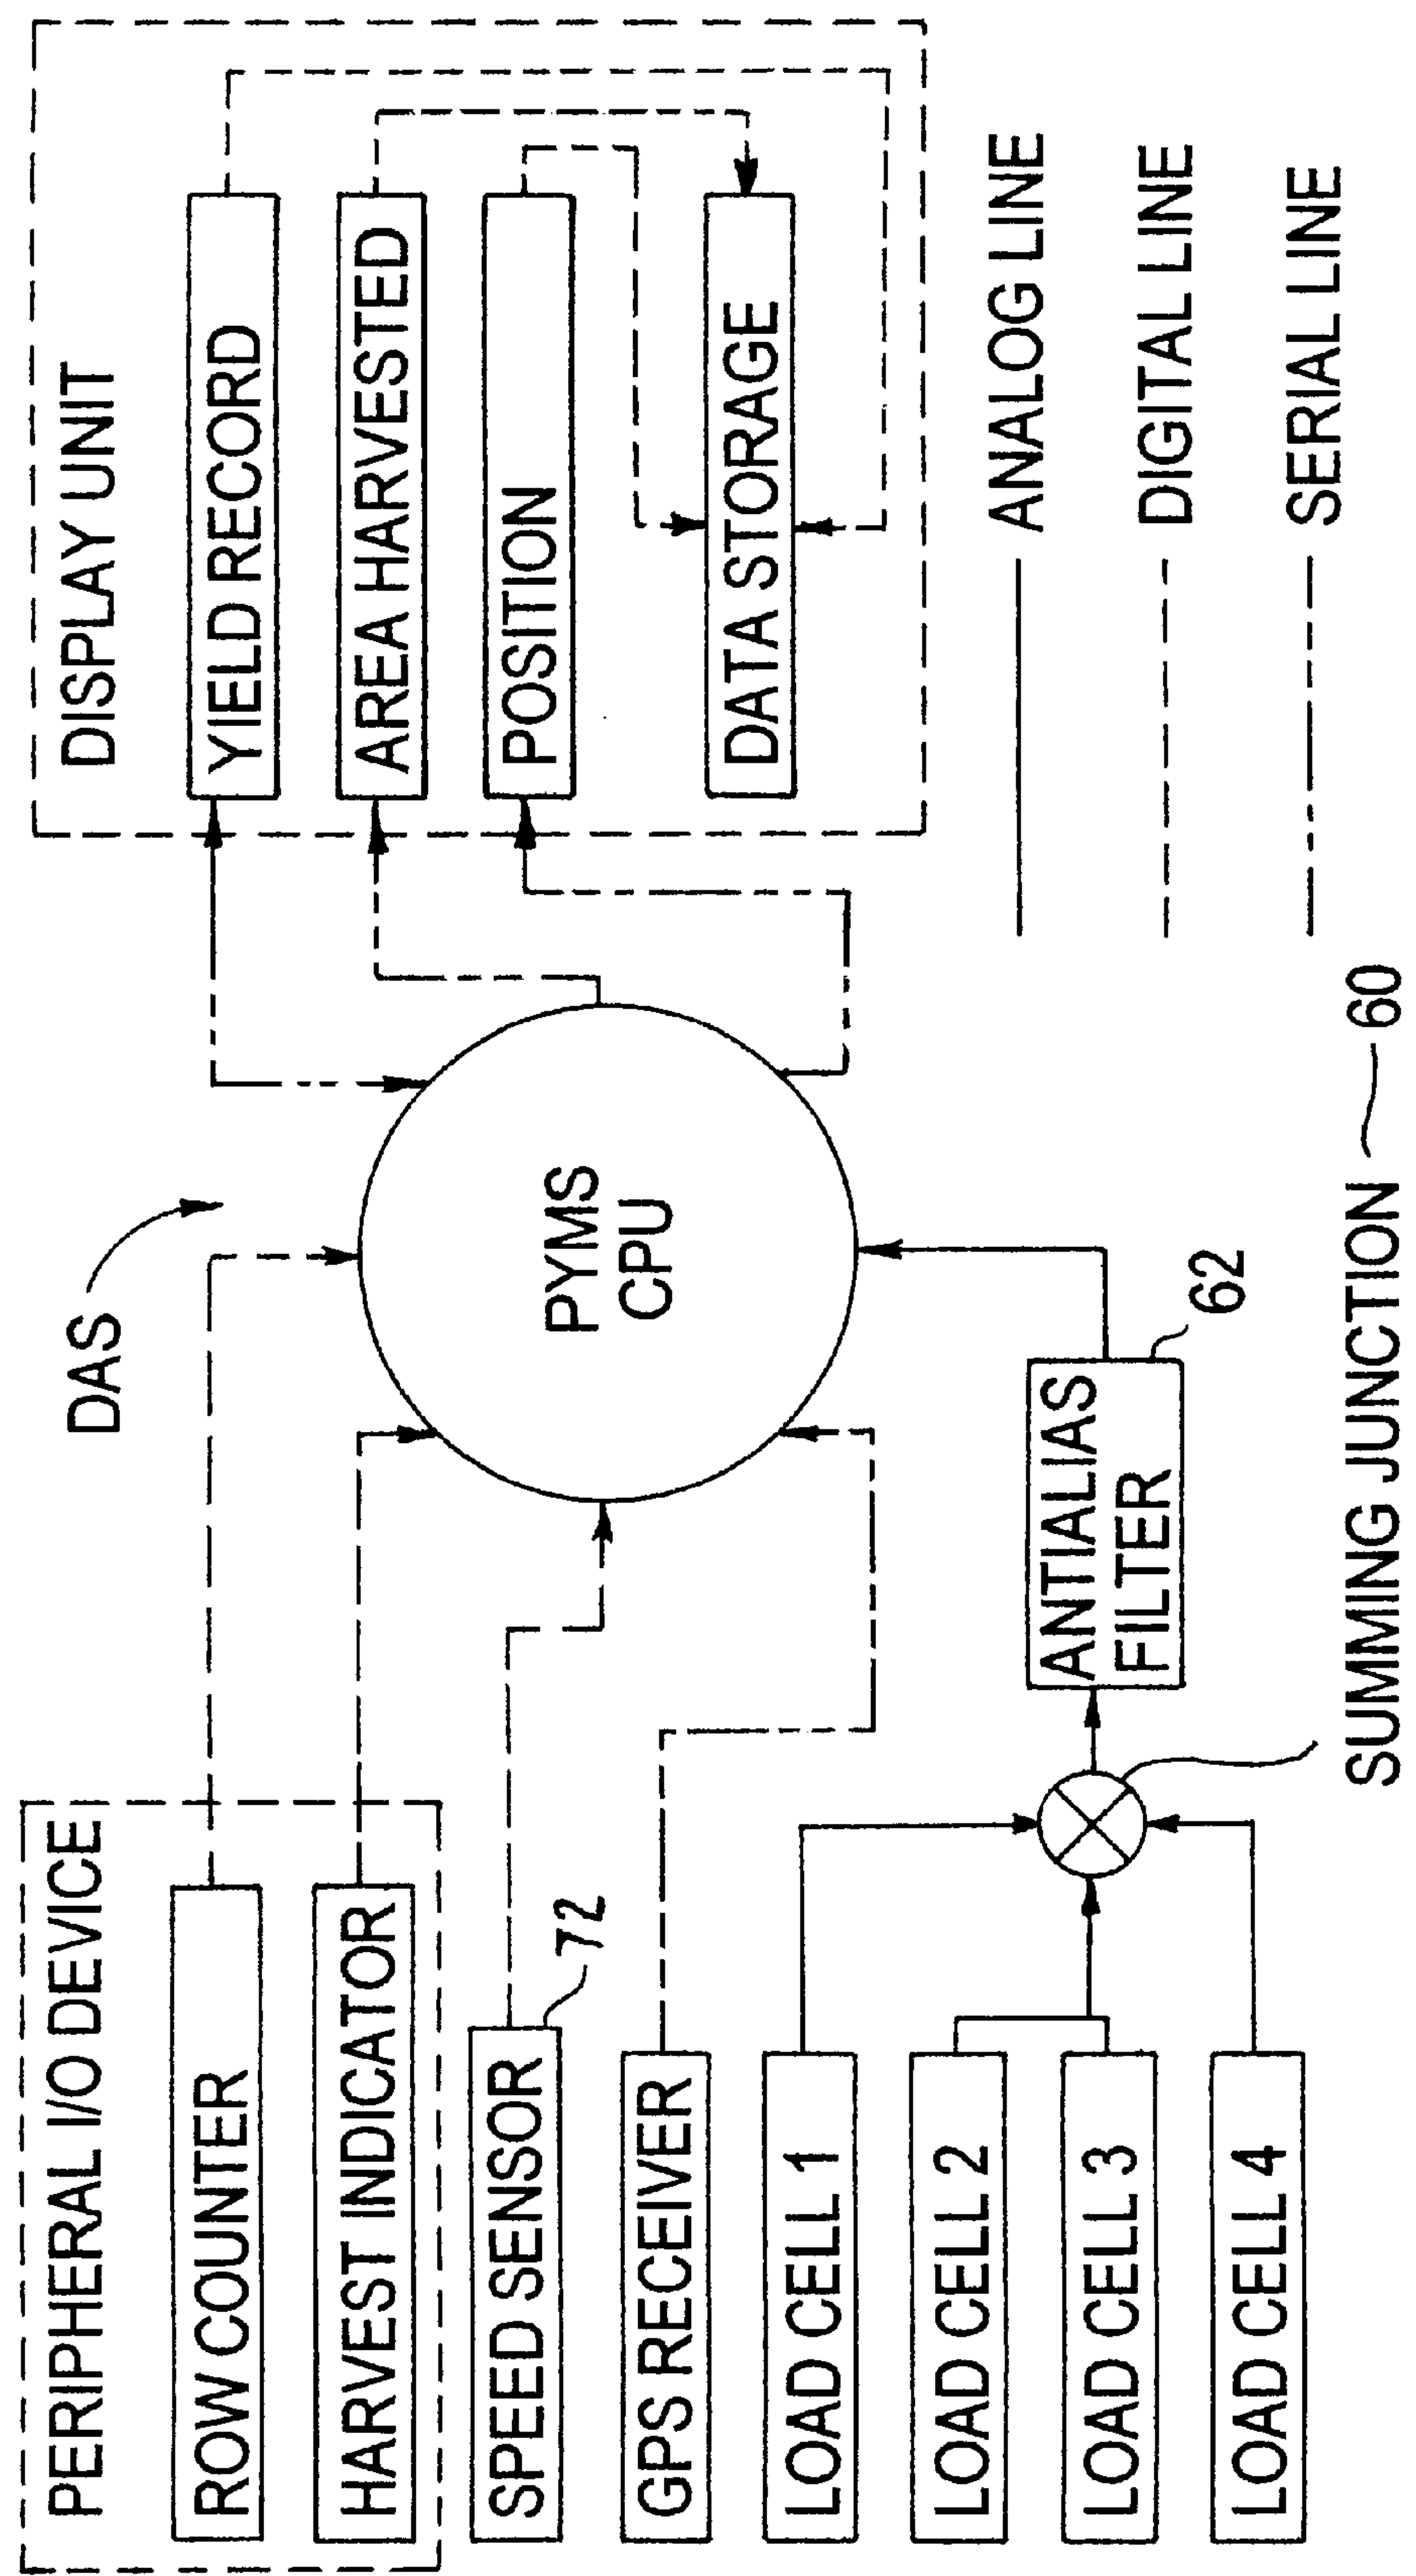 PERIPHERAL I/O DEVICE
ROW COUNTER
HARVEST INDICATOR
SPEED SENSOR
72
GPS RECEIVER
LOAD CELL 1
LOAD CELL 2
LOAD CELL 3
LOAD CELL 4
SUMMING JUNCTION
60
ANTIALIAS
FILTER
62
DAS
PYMS
CPU
DISPLAY UNIT
YIELD RECORD
AREA HARVESTED
POSITION
DATA STORAGE
ANALOG LINE
DIGITAL LINE
SERIAL LINE